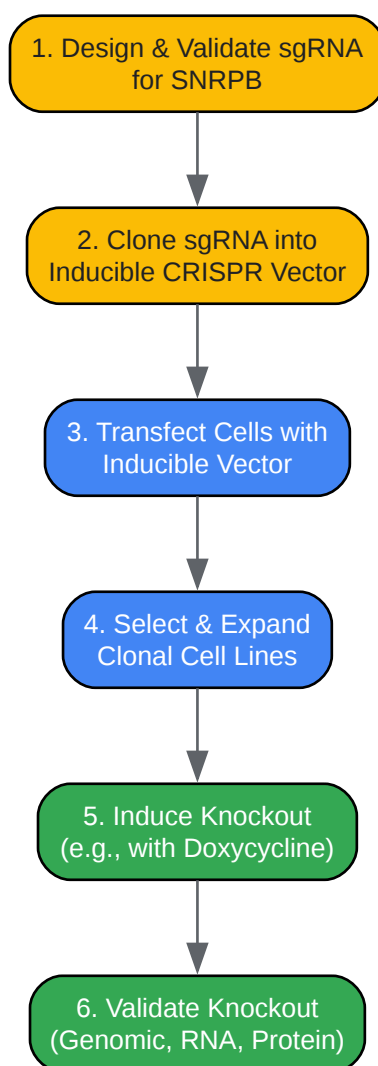 1. Design & Validate sgRNA
for SNRPB
2. Clone sgRNA into
Inducible CRISPR Vector
3. Transfect Cells with
Inducible Vector
4. Select & Expand
Clonal Cell Lines
5. Induce Knockout
(e.g., with Doxycycline)
6. Validate Knockout
(Genomic, RNA, Protein)